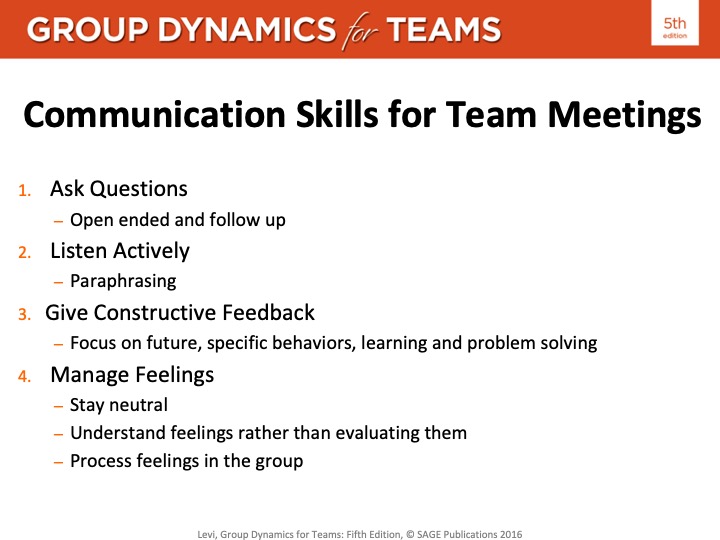 GROUP DYNAMICS for TEAMS
5th
edition
Communication Skills for Team Meetings
1. Ask Questions
– Open ended and follow up
2. Listen Actively
– Paraphrasing
3. Give Constructive Feedback
– Focus on future, specific behaviors, learning and problem solving
4. Manage Feelings
– Stay neutral
– Understand feelings rather than evaluating them
– Process feelings in the group
Levi, Group Dynamics for Teams: Fifth Edition, © SAGE Publications 2016